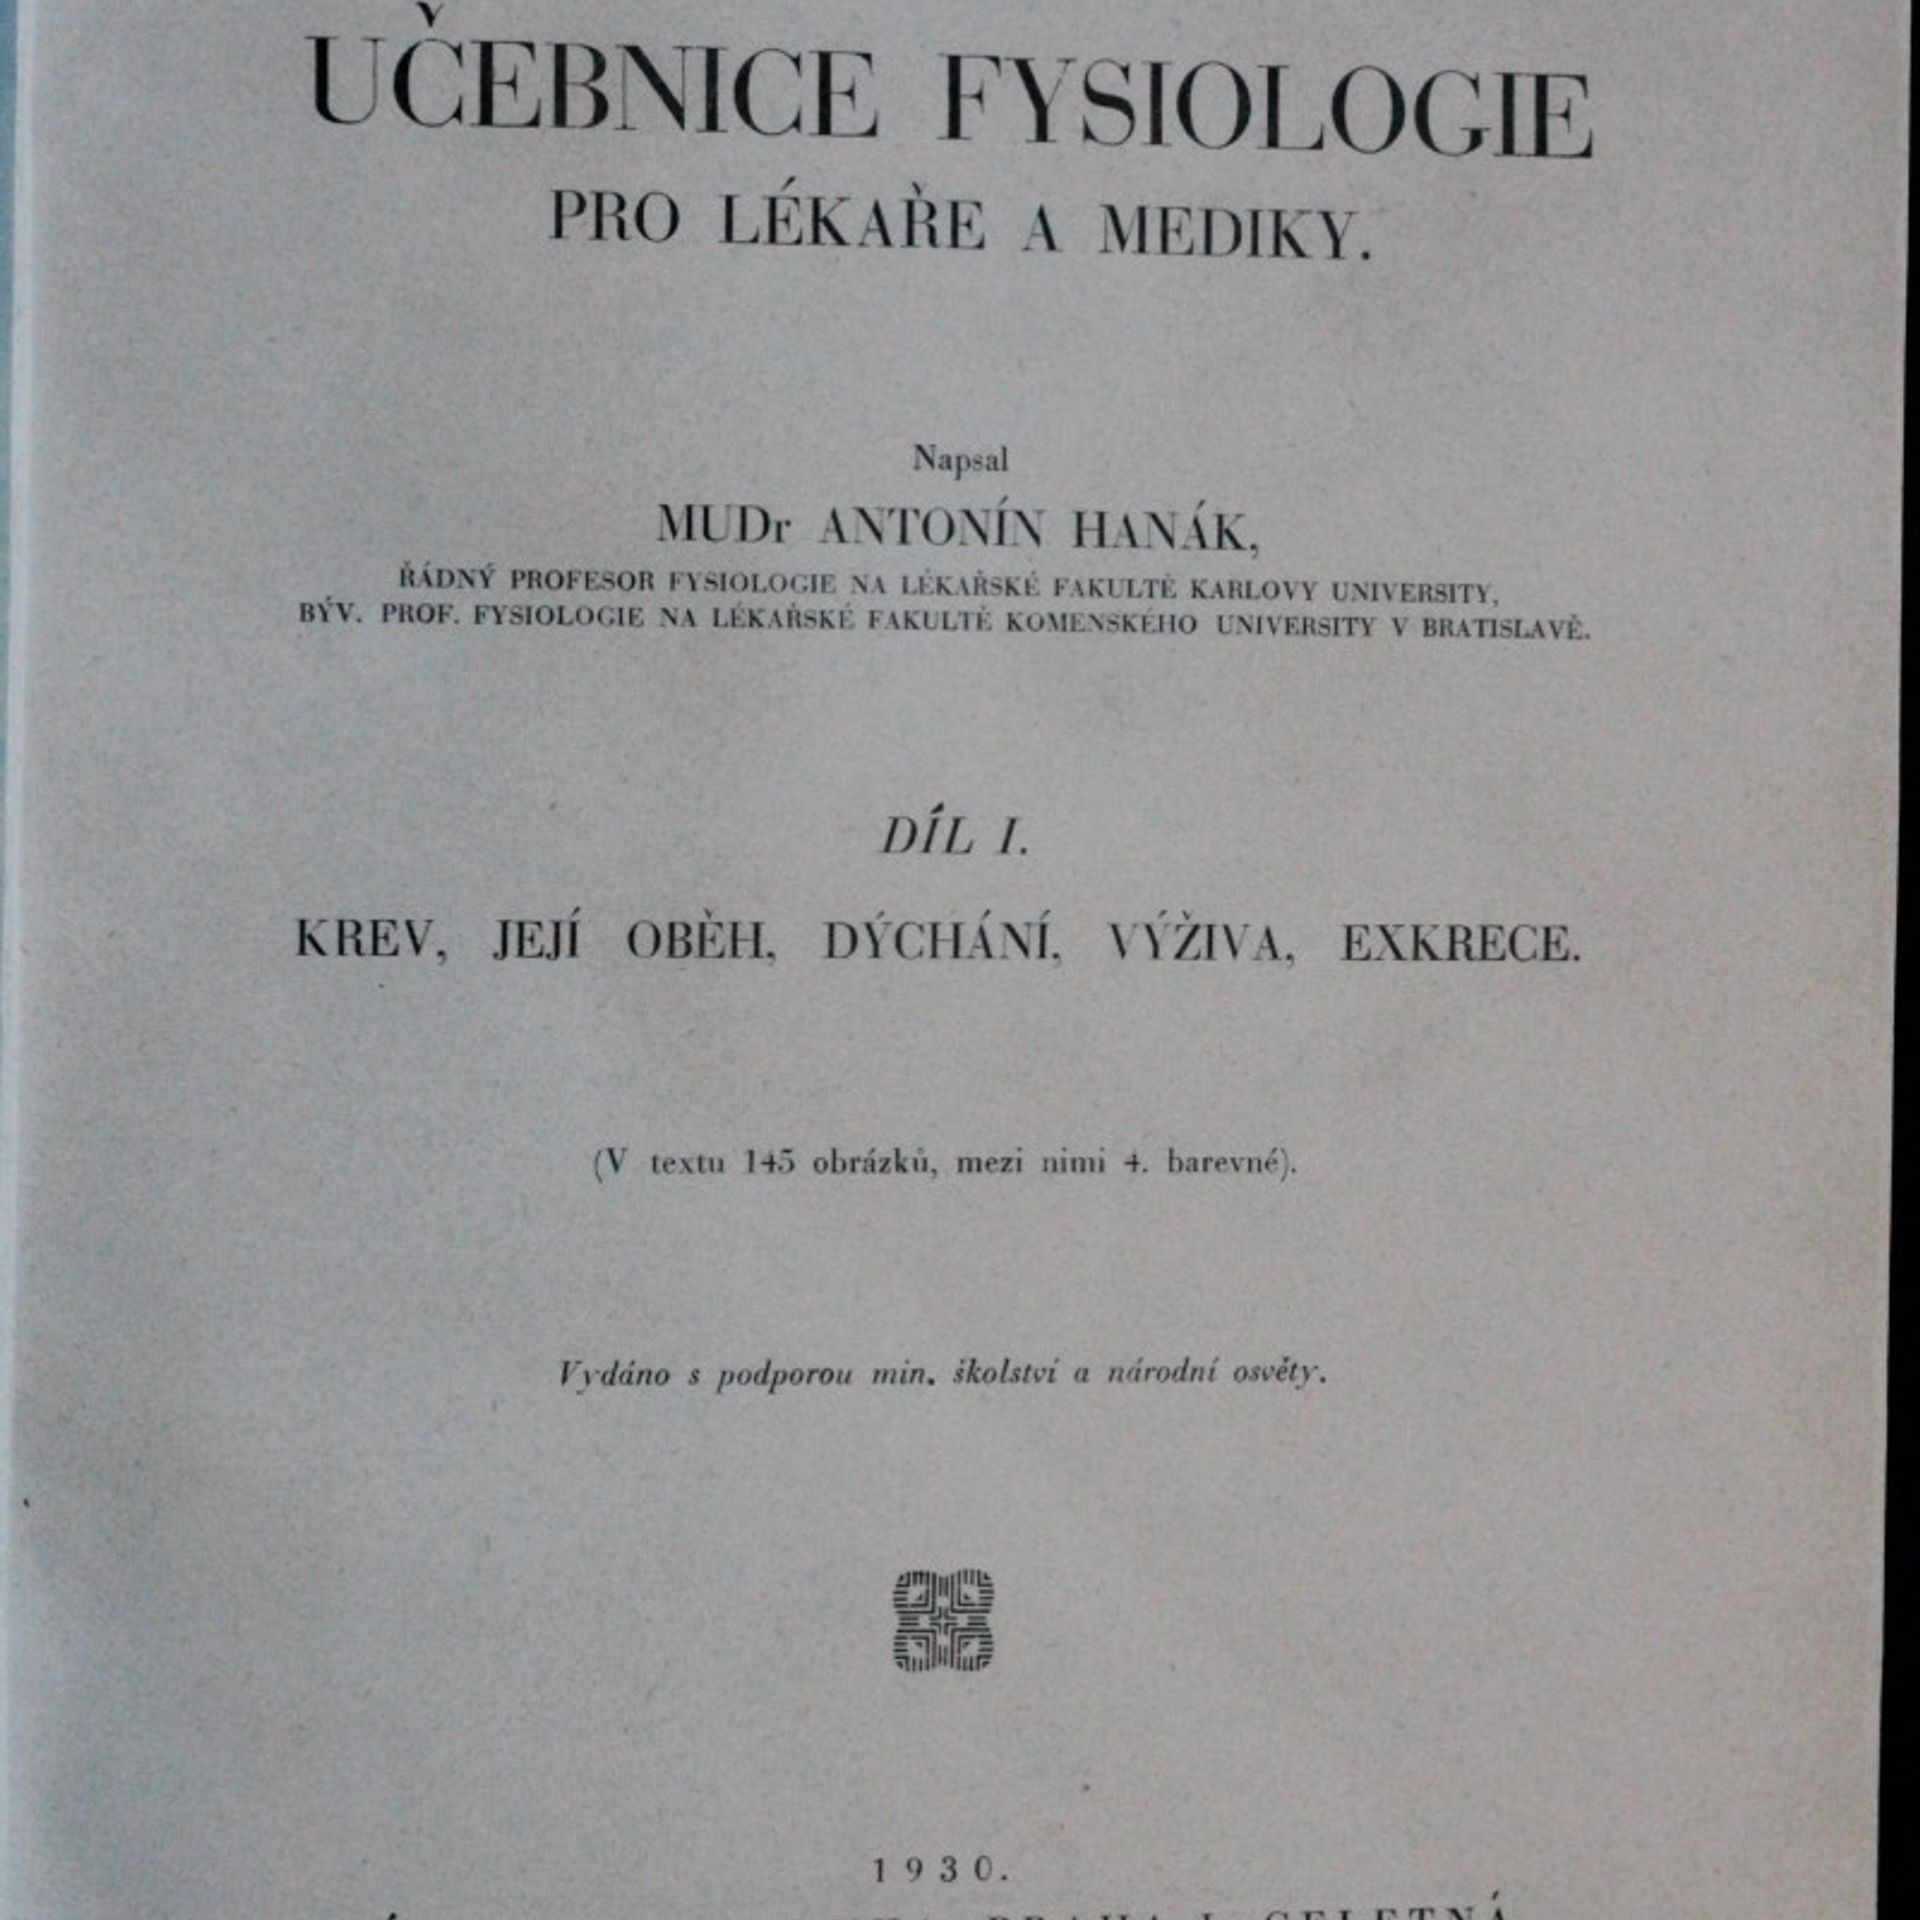 UČEBNICE FYSIOLOGIE
PRO LÉKAŘE A MEDIKY.
Napsal
MUDr ANTONÍN HANÁK,
ŘÁDNÝ PROFESOR FYSIOLOGIE NA LÉKAŘSKÉ FAKULTĚ KARLOVY UNIVERSITY,
BÝV. PROF. FYSIOLOGIE NA LÉKAŘSKÉ FAKULTĚ KOMENSKÉHO UNIVERSITY V BRATISLAVĚ.
DÍL I.
KREV, JEJÍ OBĚH, DÝCHÁNÍ, VÝŽIVA, EXKRECE.
(V textu 145 obrázků, mezi nimi 4. barevné).
Vydáno s podporou min. školství a národní osvěty.
1930.
PRAHA I. CELETNÁ